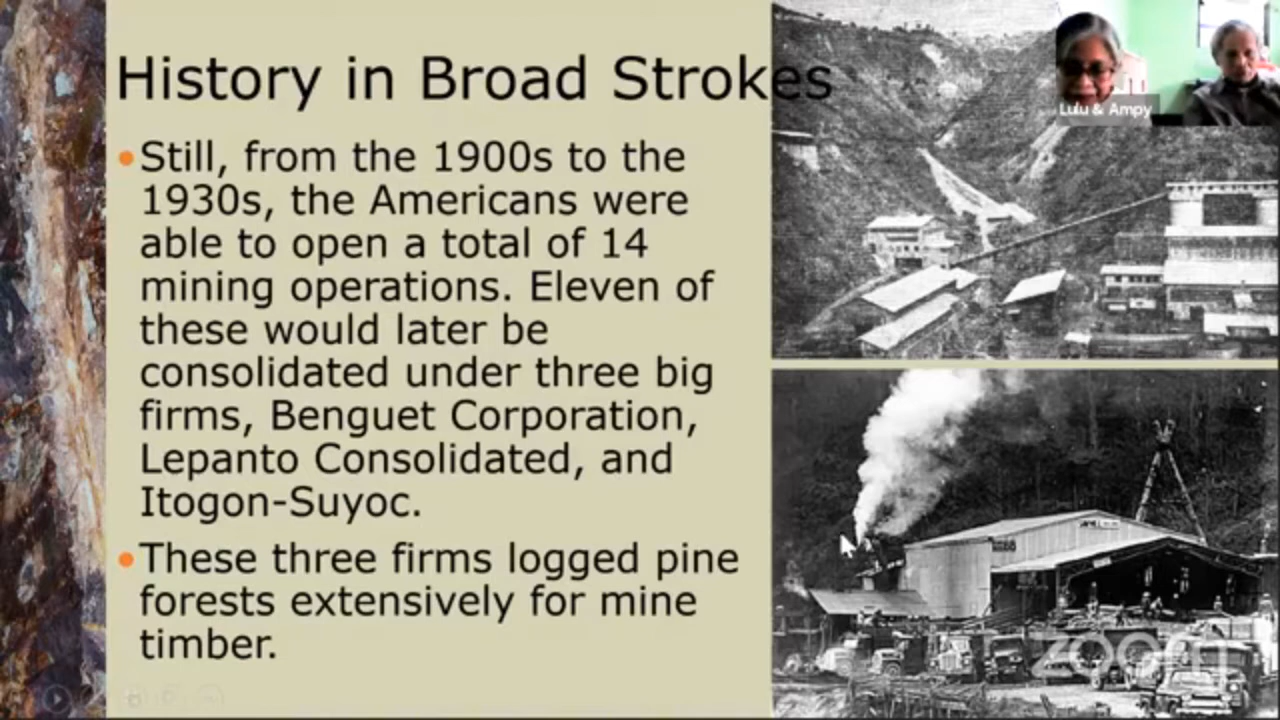 History in Broad Strokes
Lulu & Ampy
Still, from the 1900s to the
1930s, the Americans were
able to open a total of 14
mining operations. Eleven of
these would later be
consolidated under three big
firms, Benguet Corporation,
Lepanto Consolidated, and
Itogon-Suyoc.
These three firms logged pine
forests extensively for mine
timber.
zoom